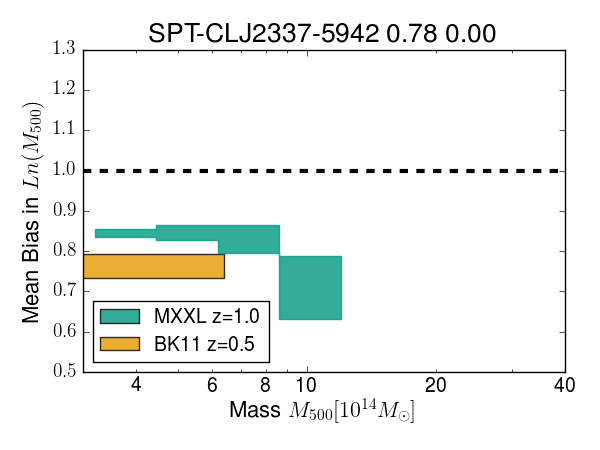 SPT-CLJ2337-5942 0.78 0.00
1.3
1.2
1.1
1.0
0.9
0.8
0.7
0.6
0.5
Mean Bias in Ln(M500)
MXXL z=1.0
BK11 z=0.5
4 6 8 10 20 40
Mass M500[10^14 M⊙]